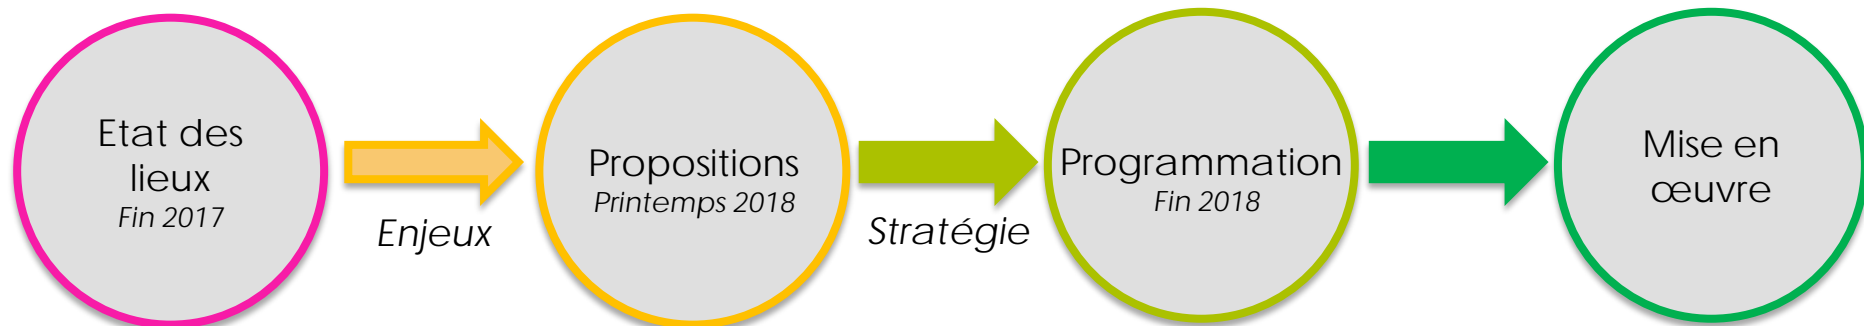 Etat des
lieux
Fin 2017
Enjeux
Propositions
Printemps 2018
Stratégie
Programmation
Fin 2018
Mise en
œuvre